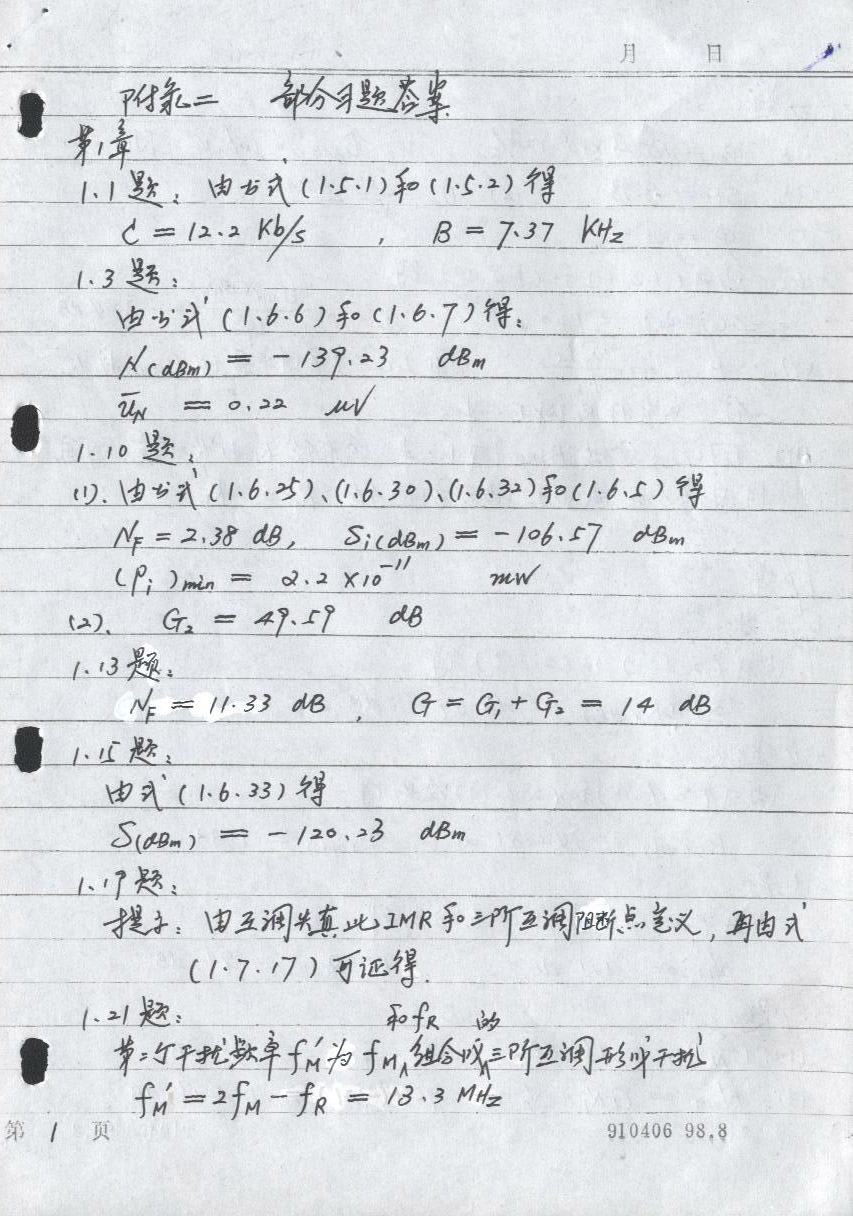 月 日
附录二 部分习题答案
第1章
1.1题: 由公式(1.5.1)和(1.5.2)得
C = 12.2 Kb/s , B = 7.37 KHz
1.3题:
由公式(1.6.6)和(1.6.7)得:
N(dBm) = -139.23 dBm
ū_N = 0.22 μV
1.10题:
(1). 由公式(1.6.25)、(1.6.30)、(1.6.32)和(1.6.5)得
N_F = 2.38 dB, S_i(dBm) = -106.57 dBm
(P_i)min = 2.2×10⁻¹¹ mW
(2). G₂ = 49.59 dB
1.13题:
N_F = 11.33 dB , G = G₁ + G₂ = 14 dB
1.15题:
由式(1.6.33)得
S(dBm) = -120.23 dBm
1.19题:
提示: 由互调失真比IMR和三阶互调阻断点定义, 再由式
(1.7.17)可证得.
1.21题:
第二个干扰频率f′_M为f_M和f_R组合成的三阶互调形成干扰
f′_M = 2f_M - f_R = 13.3 MHz
第 1 页 910406 98.8